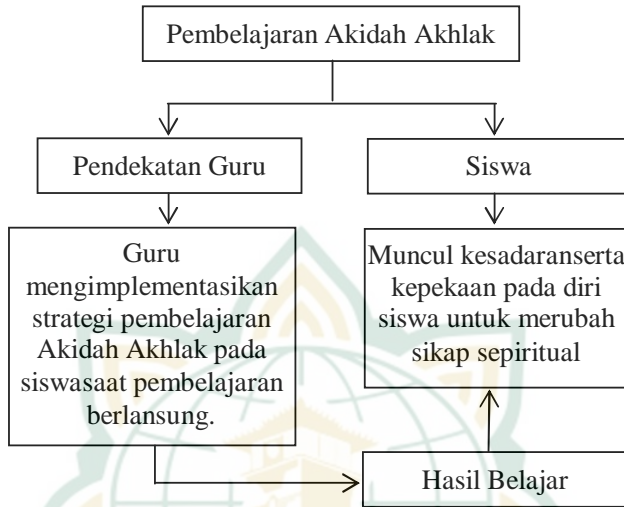 Pembelajaran Akidah Akhlak
Pendekatan Guru
Siswa
Guru
mengimplementasikan
strategi pembelajaran
Akidah Akhlak pada
siswasaat pembelajaran
berlansung.
Muncul kesadaranserta
kepekaan pada diri
siswa untuk merubah
sikap sepiritual
Hasil Belajar